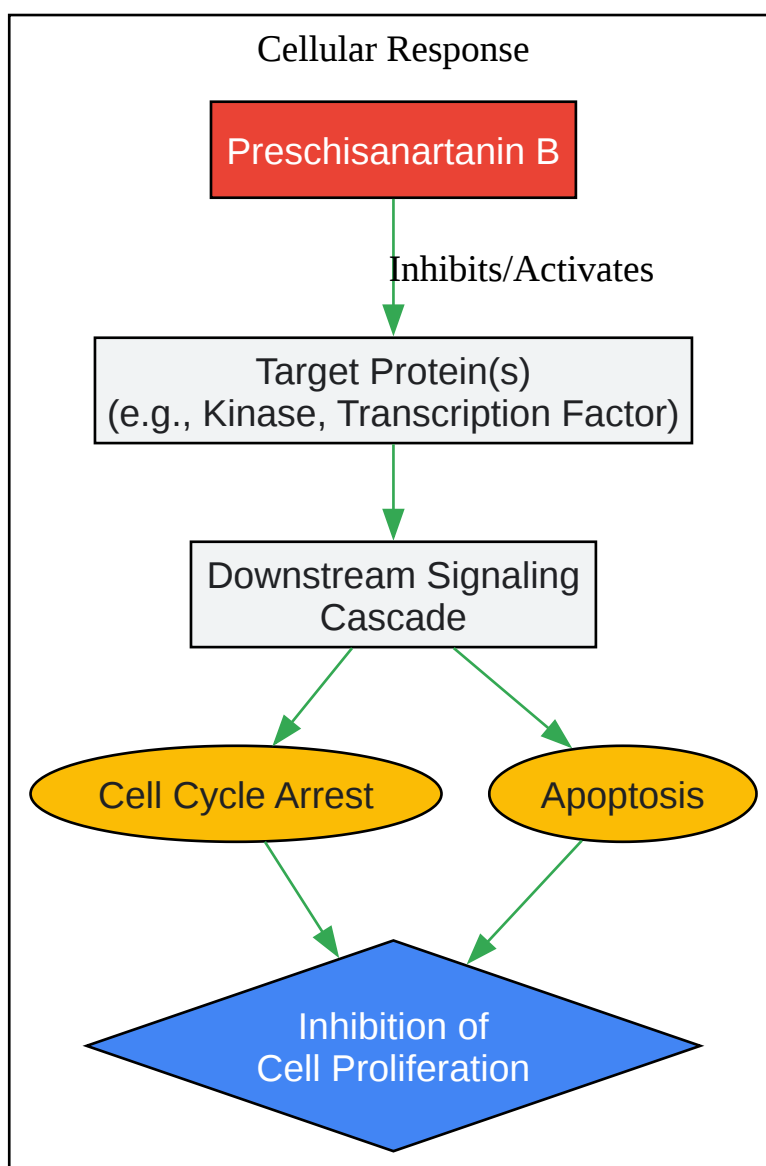 Cellular Response
Preschisanartanin B
Inhibits/Activates
Target Protein(s)
(e.g., Kinase, Transcription Factor)
Downstream Signaling
Cascade
Cell Cycle Arrest
Apoptosis
Inhibition of
Cell Proliferation